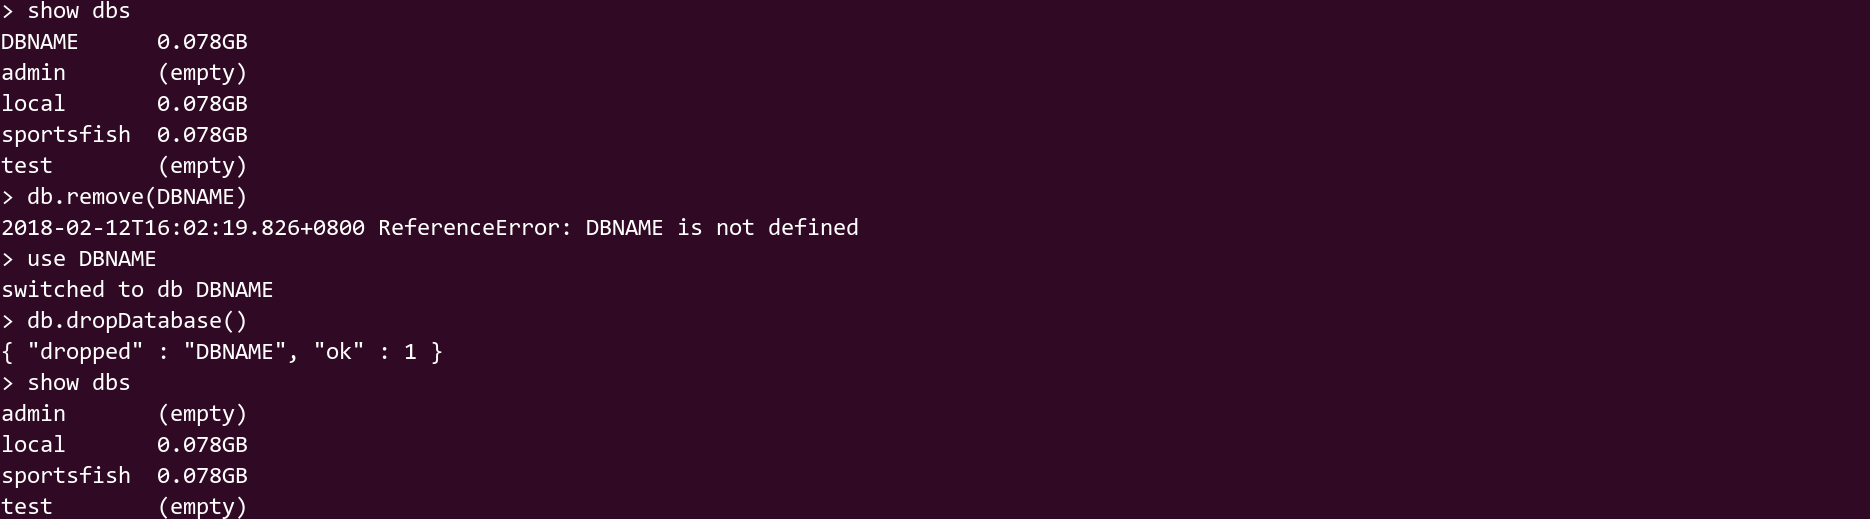 > show dbs
DBNAME      0.078GB
admin       (empty)
local       0.078GB
sportsfish  0.078GB
test        (empty)
> db.remove(DBNAME)
2018-02-12T16:02:19.826+0800 ReferenceError: DBNAME is not defined
> use DBNAME
switched to db DBNAME
> db.dropDatabase()
{ "dropped" : "DBNAME", "ok" : 1 }
> show dbs
admin       (empty)
local       0.078GB
sportsfish  0.078GB
test        (empty)